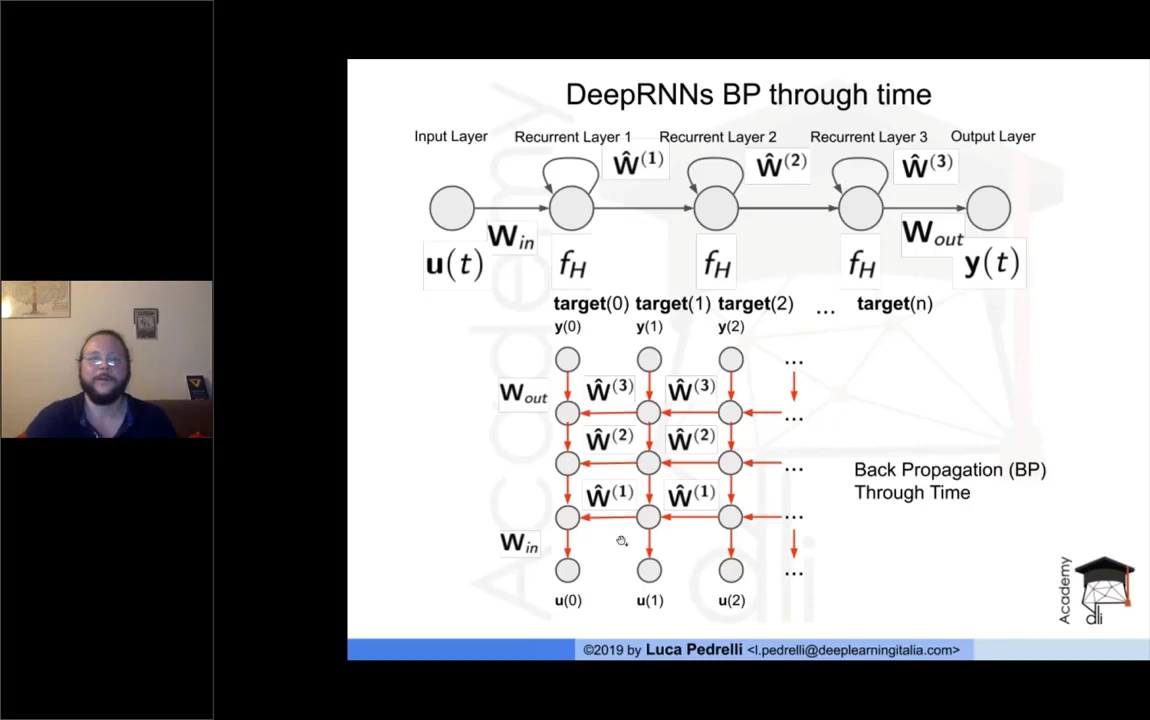 DeepRNNs BP through time
Input Layer Recurrent Layer 1 Recurrent Layer 2 Recurrent Layer 3 Output Layer
Ŵ(1) Ŵ(2) Ŵ(3)
W_in W_out
u(t) f_H f_H f_H y(t)
target(0) target(1) target(2) ... target(n)
y(0) y(1) y(2)
...
W_out Ŵ(3) Ŵ(3)
...
Ŵ(2) Ŵ(2)
...
Back Propagation (BP)
Through Time
Ŵ(1) Ŵ(1)
...
W_in
...
u(0) u(1) u(2)
Academy
dli
Academy
dli
©2019 by Luca Pedrelli <l.pedrelli@deeplearningitalia.com>